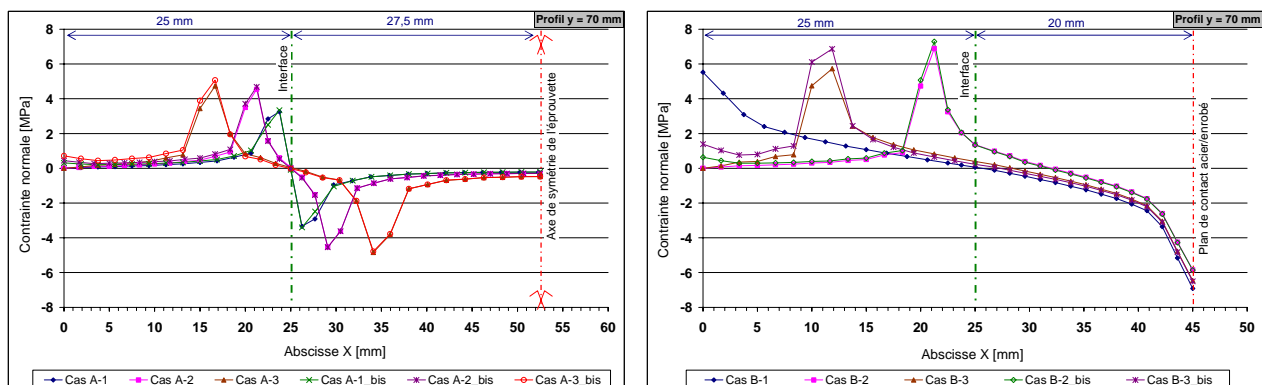 25 mm
27,5 mm
Profil y = 70 mm
8
6
4
2
0
-2
-4
-6
-8
Contrainte normale [MPa]
Interface
Axe de symétrie de l'éprouvette
0 5 10 15 20 25 30 35 40 45 50 55 60
Abscisse X [mm]
Cas A-1 Cas A-2 Cas A-3 Cas A-1_bis Cas A-2_bis Cas A-3_bis
25 mm
20 mm
Profil y = 70 mm
8
6
4
2
0
-2
-4
-6
-8
Contrainte normale [MPa]
Interface
Plan de contact acier/enrobé
0 5 10 15 20 25 30 35 40 45 50
Abscisse X [mm]
Cas B-1 Cas B-2 Cas B-3 Cas B-2_bis Cas B-3_bis